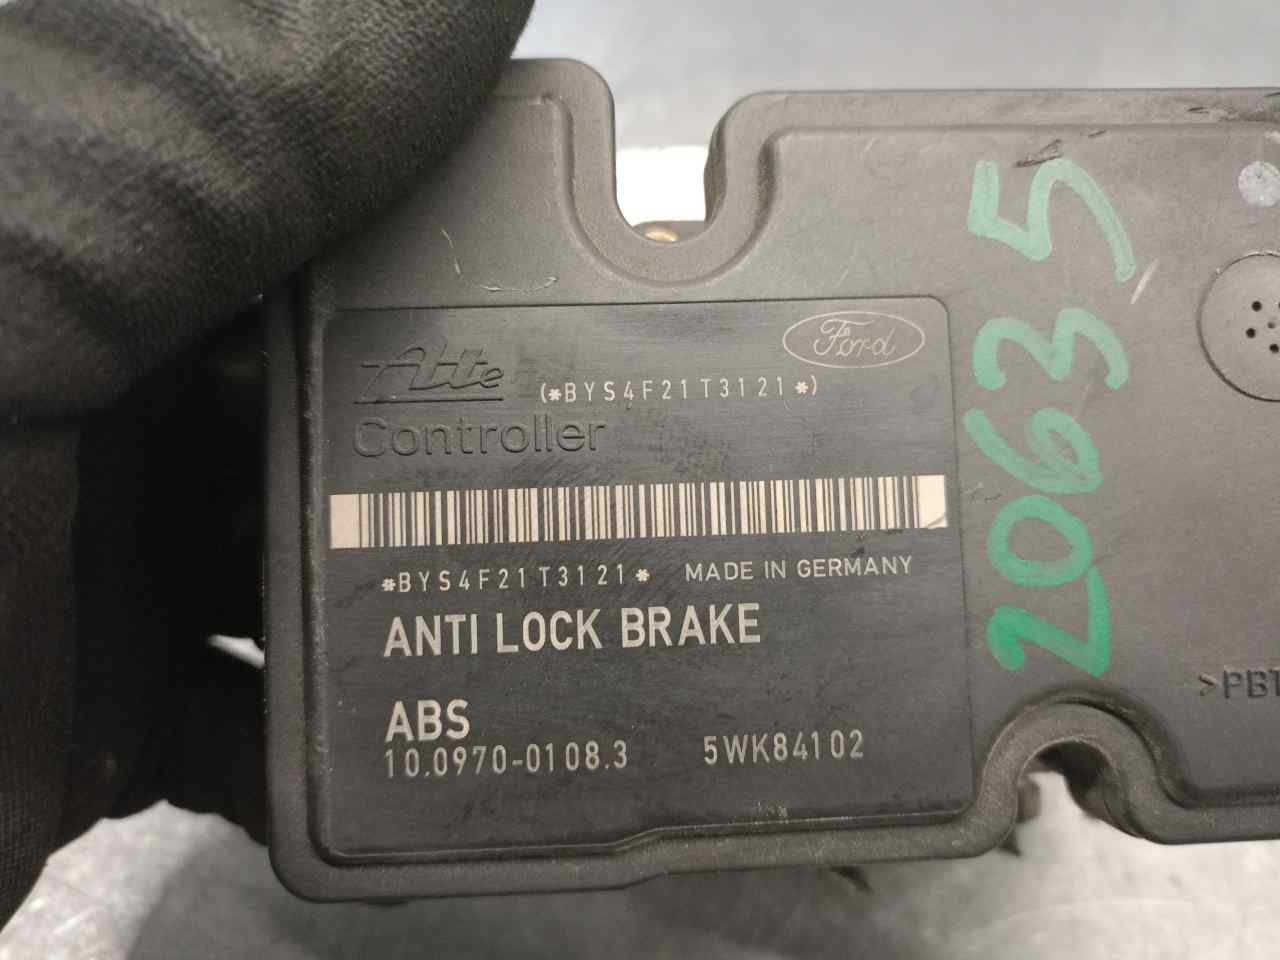 Ford
Ate
(*BYS4F21T3121*)
Controller
*BYS4F21T3121*
MADE IN GERMANY
ANTI LOCK BRAKE
ABS
10.0970-0108.3
5WK84102
20635
>PBT